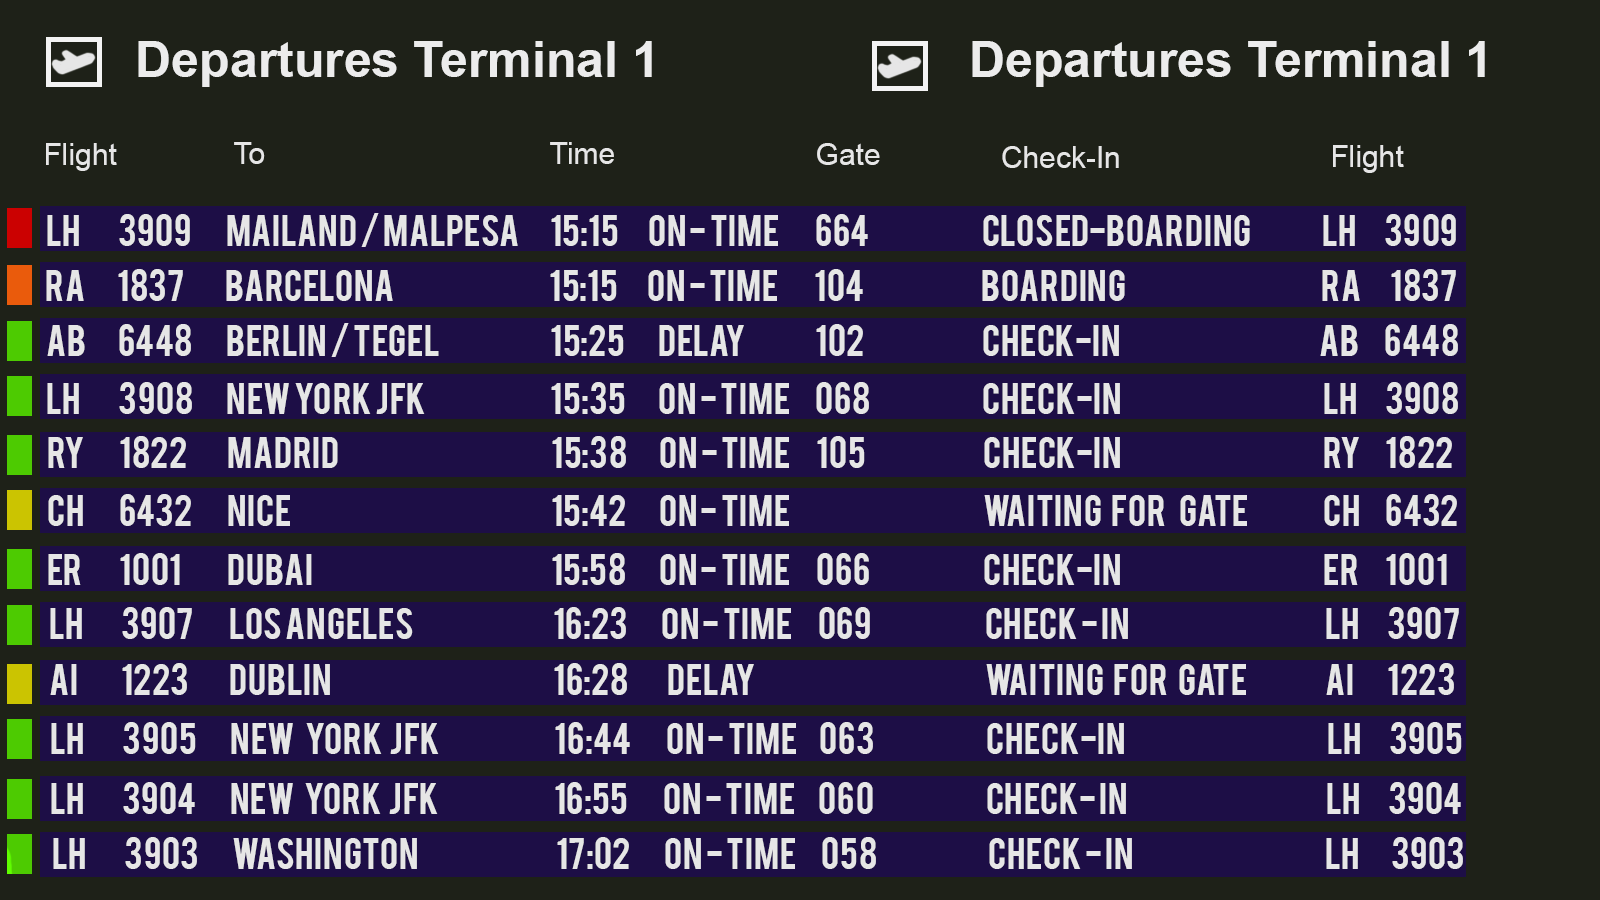 Departures Terminal 1 Departures Terminal 1
Flight To Time Gate Check-In Flight
LH 3909 MAILAND / MALPESA 15:15 ON-TIME 664 CLOSED-BOARDING LH 3909
RA 1837 BARCELONA 15:15 ON-TIME 104 BOARDING RA 1837
AB 6448 BERLIN / TEGEL 15:25 DELAY 102 CHECK-IN AB 6448
LH 3908 NEW YORK JFK 15:35 ON-TIME 068 CHECK-IN LH 3908
RY 1822 MADRID 15:38 ON-TIME 105 CHECK-IN RY 1822
CH 6432 NICE 15:42 ON-TIME WAITING FOR GATE CH 6432
ER 1001 DUBAI 15:58 ON-TIME 066 CHECK-IN ER 1001
LH 3907 LOS ANGELES 16:23 ON-TIME 069 CHECK-IN LH 3907
AI 1223 DUBLIN 16:28 DELAY WAITING FOR GATE AI 1223
LH 3905 NEW YORK JFK 16:44 ON-TIME 063 CHECK-IN LH 3905
LH 3904 NEW YORK JFK 16:55 ON-TIME 060 CHECK-IN LH 3904
LH 3903 WASHINGTON 17:02 ON-TIME 058 CHECK-IN LH 3903